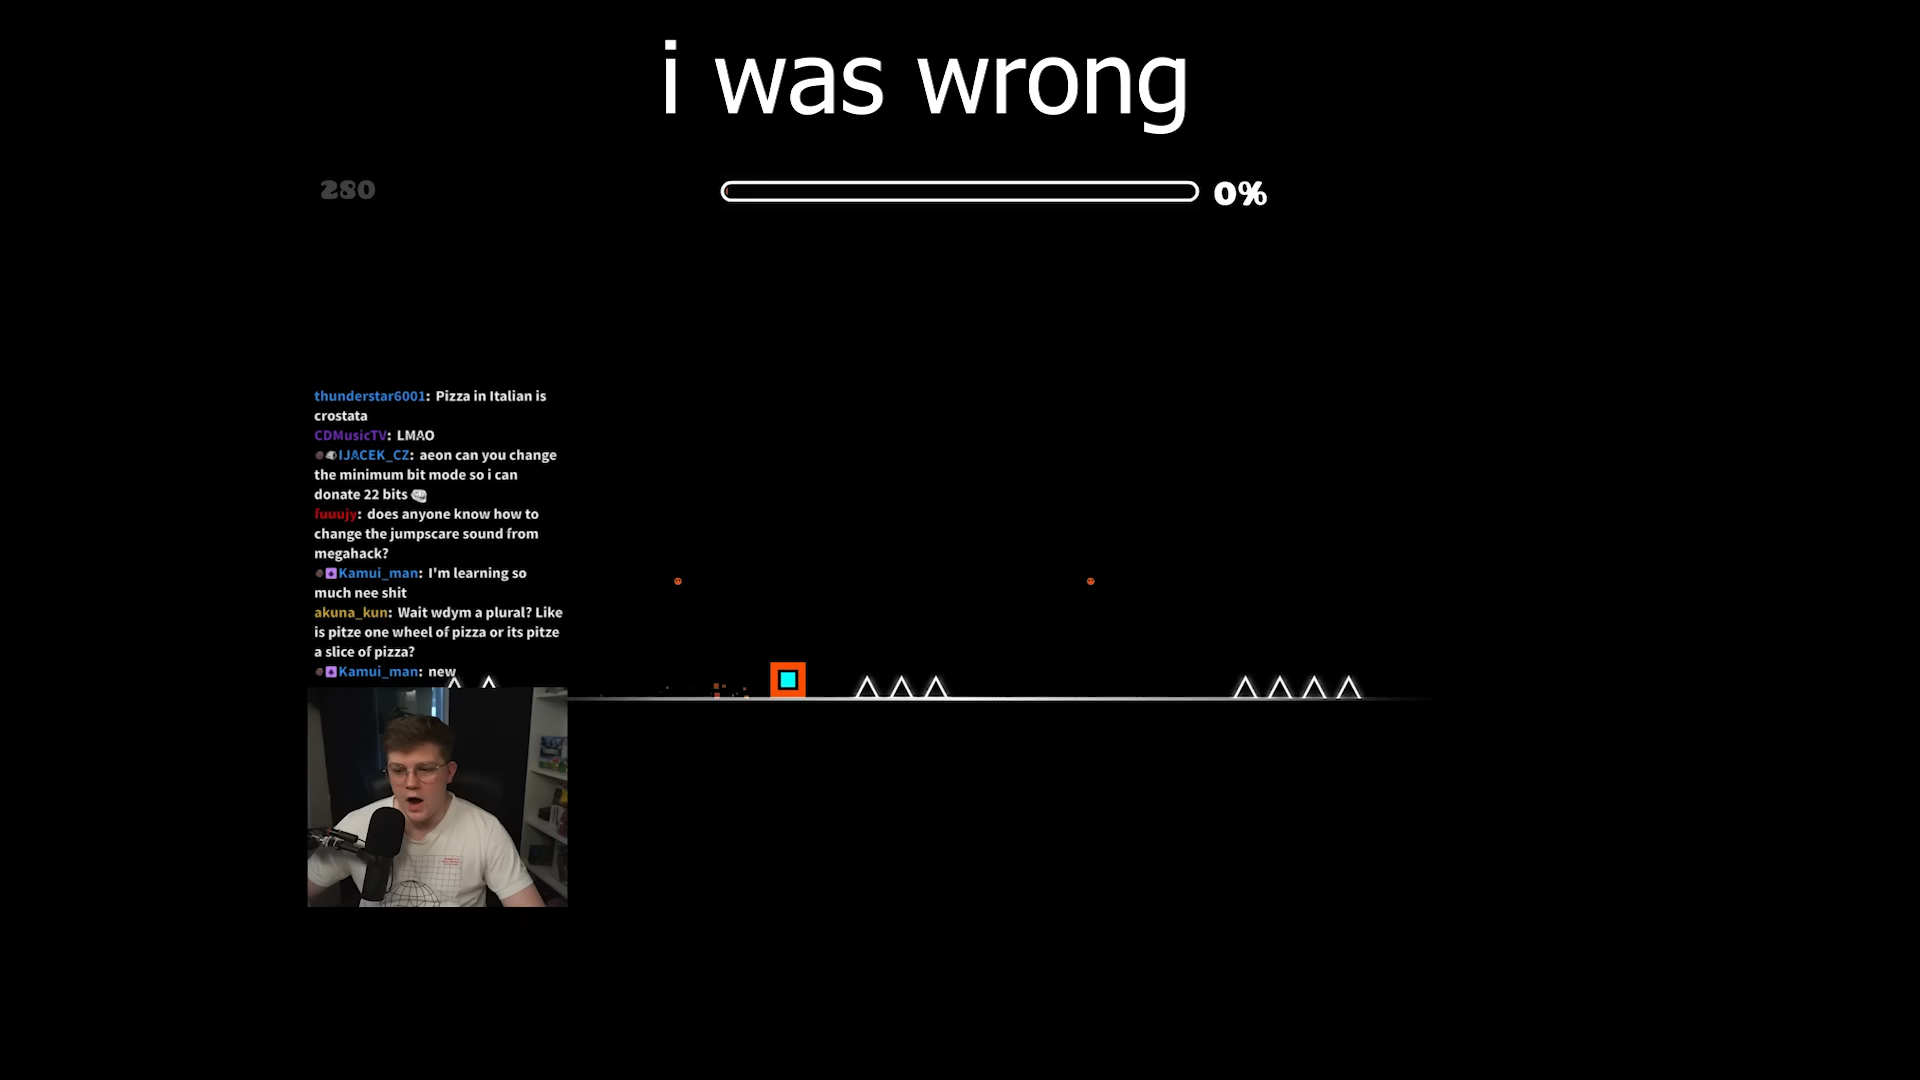 i was wrong
280
0%
thunderstar6001: Pizza in Italian is
crostata
CDMusicTV: LMAO
IJACEK_CZ: aeon can you change
the minimum bit mode so i can
donate 22 bits
fuuujy: does anyone know how to
change the jumpscare sound from
megahack?
Kamui_man: I'm learning so
much nee shit
akuna_kun: Wait wdym a plural? Like
is pitze one wheel of pizza or its pitze
a slice of pizza?
Kamui_man: new